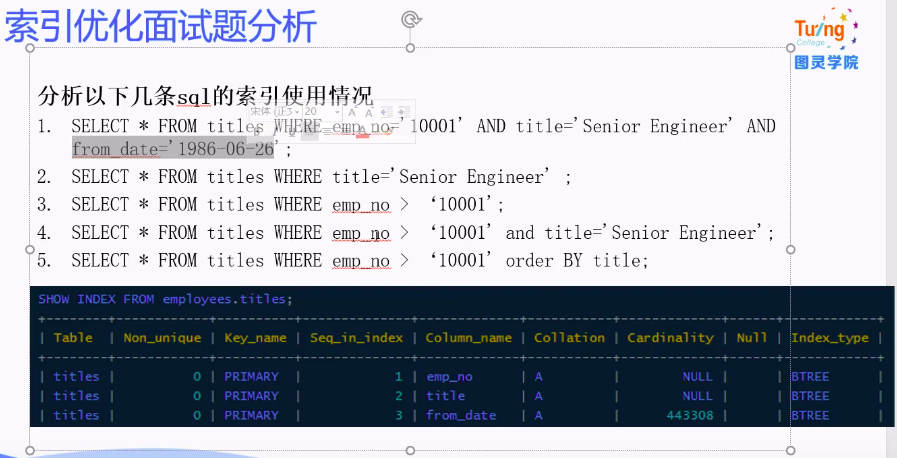 索引优化面试题分析
Turing
College
图灵学院
分析以下几条sql的索引使用情况
宋体 (正文 20 A A
1. SELECT * FROM titles WHERE emp_no='10001' AND title='Senior Engineer' AND
from_date='1986-06-26';
2. SELECT * FROM titles WHERE title='Senior Engineer' ;
3. SELECT * FROM titles WHERE emp_no > ‘10001';
4. SELECT * FROM titles WHERE emp_no > ‘10001' and title='Senior Engineer';
5. SELECT * FROM titles WHERE emp_no > ‘10001' order BY title;
SHOW INDEX FROM employees.titles;
+--------+------------+----------+--------------+-------------+-----------+-------------+------+------------+
| Table | Non_unique | Key_name | Seq_in_index | Column_name | Collation | Cardinality | Null | Index_type |
+--------+------------+----------+--------------+-------------+-----------+-------------+------+------------+
| titles | 0 | PRIMARY | 1 | emp_no | A | NULL | | BTREE |
| titles | 0 | PRIMARY | 2 | title | A | NULL | | BTREE |
| titles | 0 | PRIMARY | 3 | from_date | A | 443308 | | BTREE |